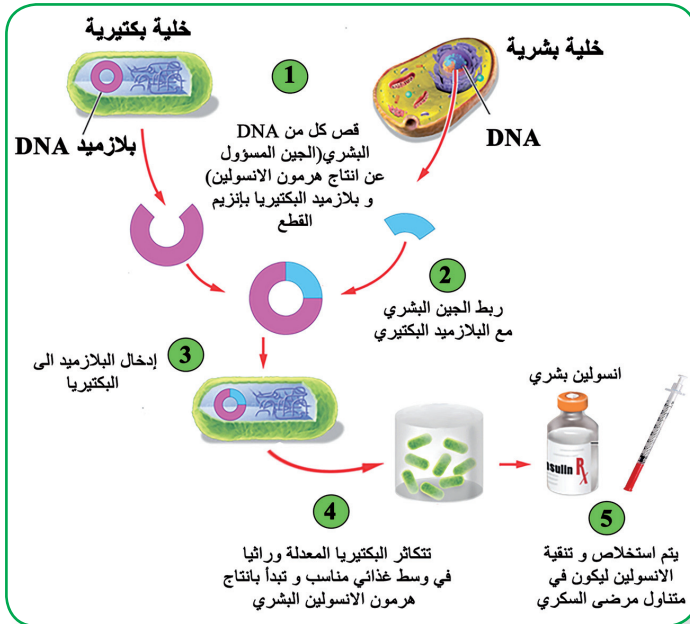 خلية بكتيرية
خلية بشرية
1
DNA بلازميد
DNA
قص كل من DNA
البشري(الجين المسؤول
عن انتاج هرمون الانسولين)
و بلازميد البكتيريا بإنزيم
القطع
2
ربط الجين البشري
مع البلازميد البكتيري
3
إدخال البلازميد الى
البكتيريا
انسولين بشري
sulin Rx
4
تتكاثر البكتيريا المعدلة وراثيا
في وسط غذائي مناسب و تبدأ بانتاج
هرمون الانسولين البشري
5
يتم استخلاص و تنقية
الانسولين ليكون في
متناول مرضى السكري